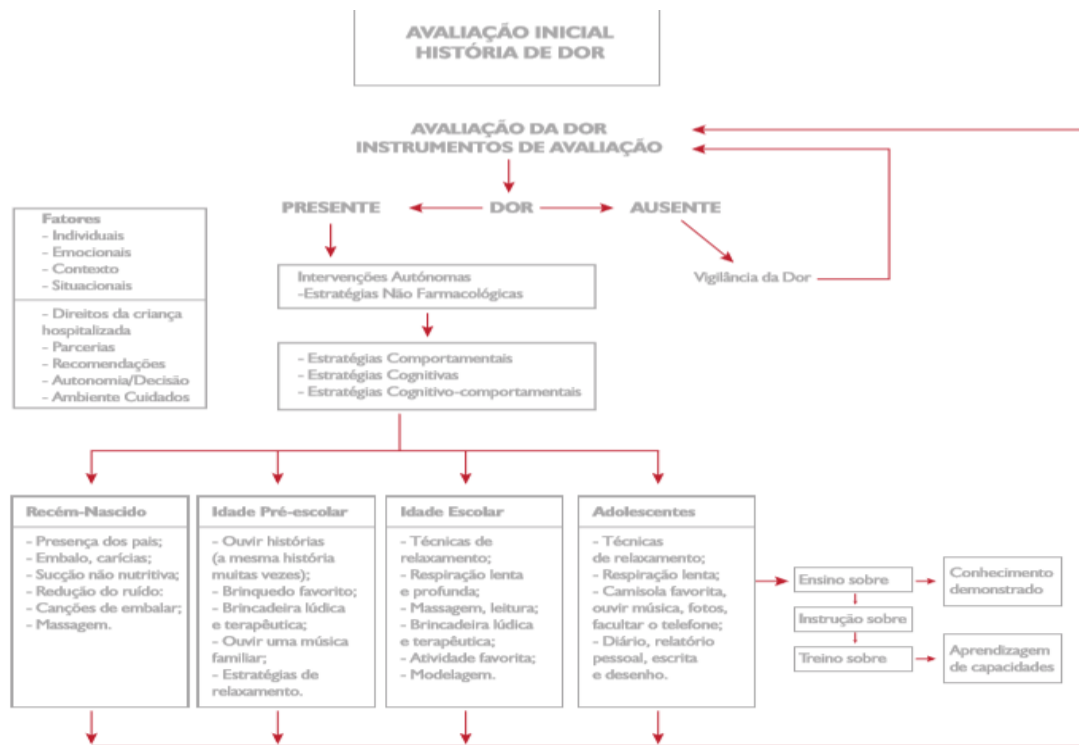 AVALIAÇÃO INICIAL
HISTÓRIA DE DOR
AVALIAÇÃO DA DOR
INSTRUMENTOS DE AVALIAÇÃO
PRESENTE
DOR
AUSENTE
Vigilância da Dor
Fatores
- Individuais
- Emocionais
- Contexto
- Situacionais
- Direitos da criança
hospitalizada
- Parcerias
- Recomendações
- Autonomia/Decisão
- Ambiente Cuidados
Intervenções Autónomas
-Estratégias Não Farmacológicas
- Estratégias Comportamentais
- Estratégias Cognitivas
- Estratégias Cognitivo-comportamentais
Recém-Nascido
- Presença dos pais;
- Embalo, carícias;
- Sucção não nutritiva;
- Redução do ruído:
- Canções de embalar;
- Massagem.
Idade Pré-escolar
- Ouvir histórias
(a mesma história
muitas vezes);
- Brinquedo favorito;
- Brincadeira lúdica
e terapêutica;
- Ouvir uma música
familiar;
- Estratégias de
relaxamento.
Idade Escolar
- Técnicas de
relaxamento;
- Respiração lenta
e profunda;
- Massagem, leitura;
- Brincadeira lúdica
e terapêutica;
- Atividade favorita;
- Modelagem.
Adolescentes
- Técnicas
de relaxamento;
- Respiração lenta;
- Camisola favorita,
ouvir música, fotos,
facultar o telefone;
- Diário, relatório
pessoal, escrita
e desenho.
Ensino sobre
Instrução sobre
Treino sobre
Conhecimento
demonstrado
Aprendizagem
de capacidades